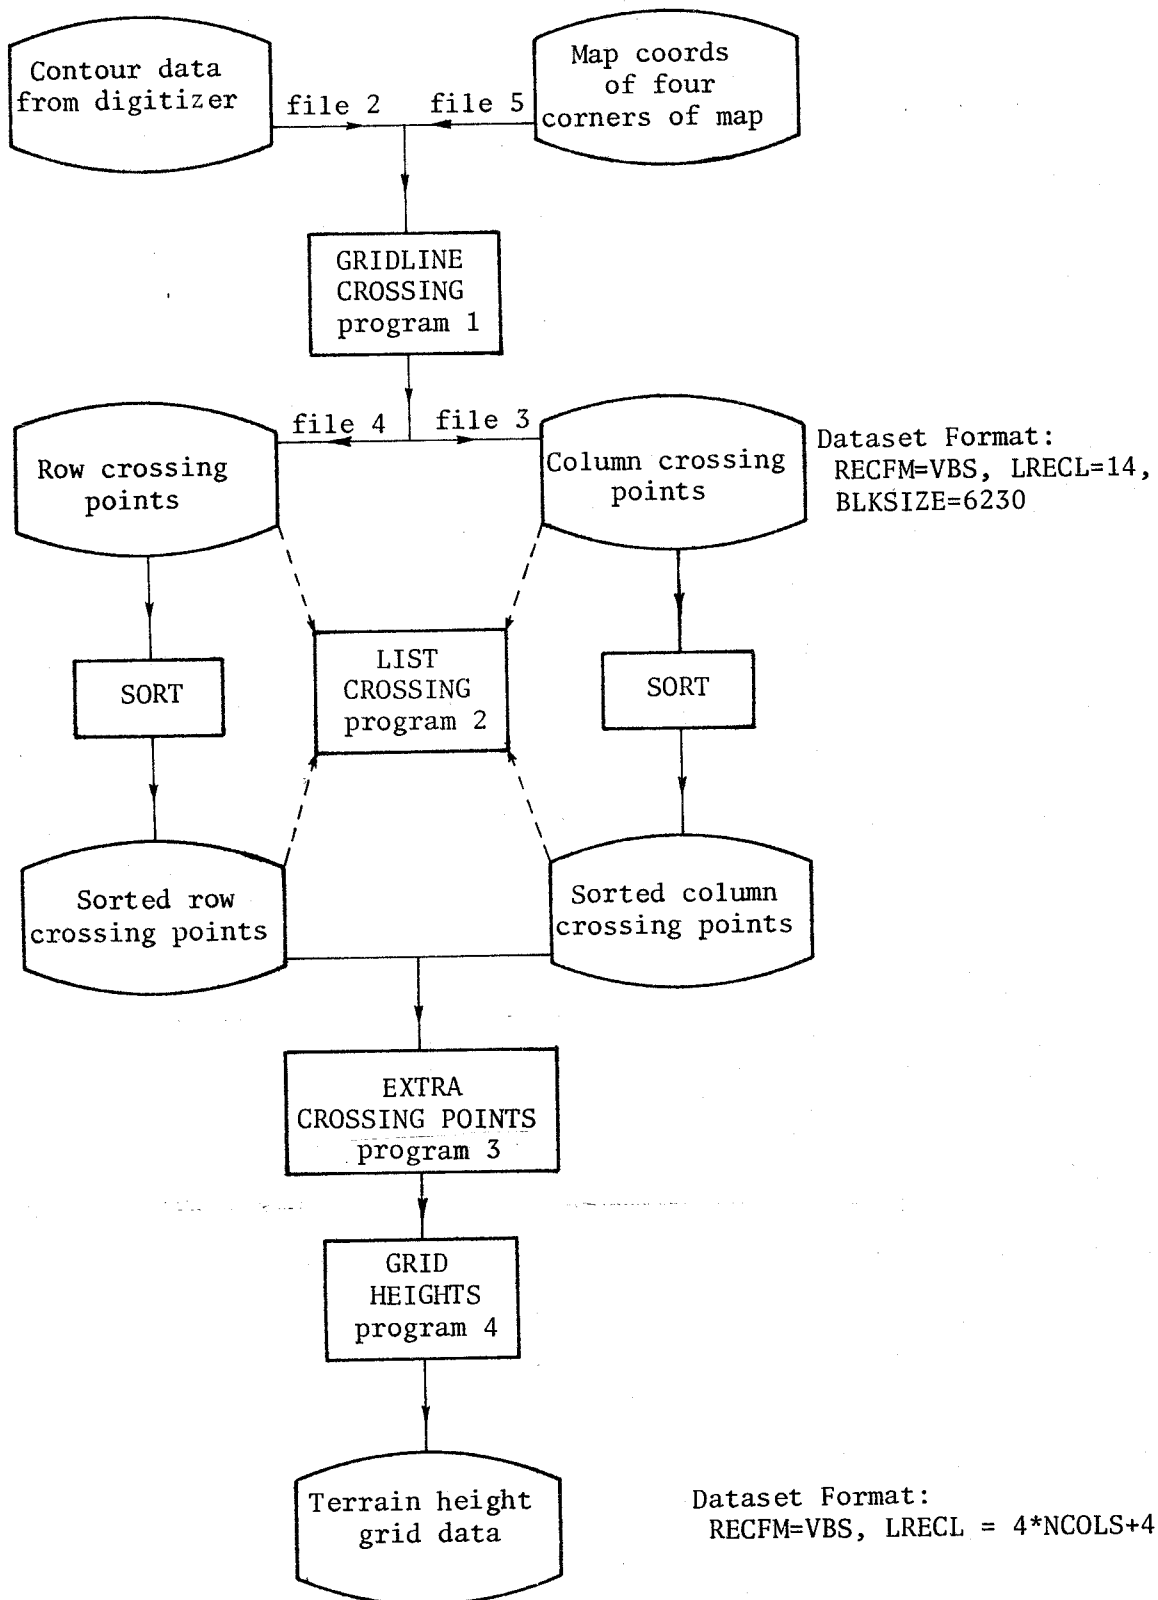 Contour data
from digitizer
file 2
file 5
Map coords
of four
corners of map
GRIDLINE
CROSSING
program 1
file 4
file 3
Row crossing
points
Column crossing
points
Dataset Format:
RECFM=VBS, LRECL=14,
BLKSIZE=6230
SORT
LIST
CROSSING
program 2
SORT
Sorted row
crossing points
Sorted column
crossing points
EXTRA
CROSSING POINTS
program 3
GRID
HEIGHTS
program 4
Terrain height
grid data
Dataset Format:
RECFM=VBS, LRECL = 4*NCOLS+4